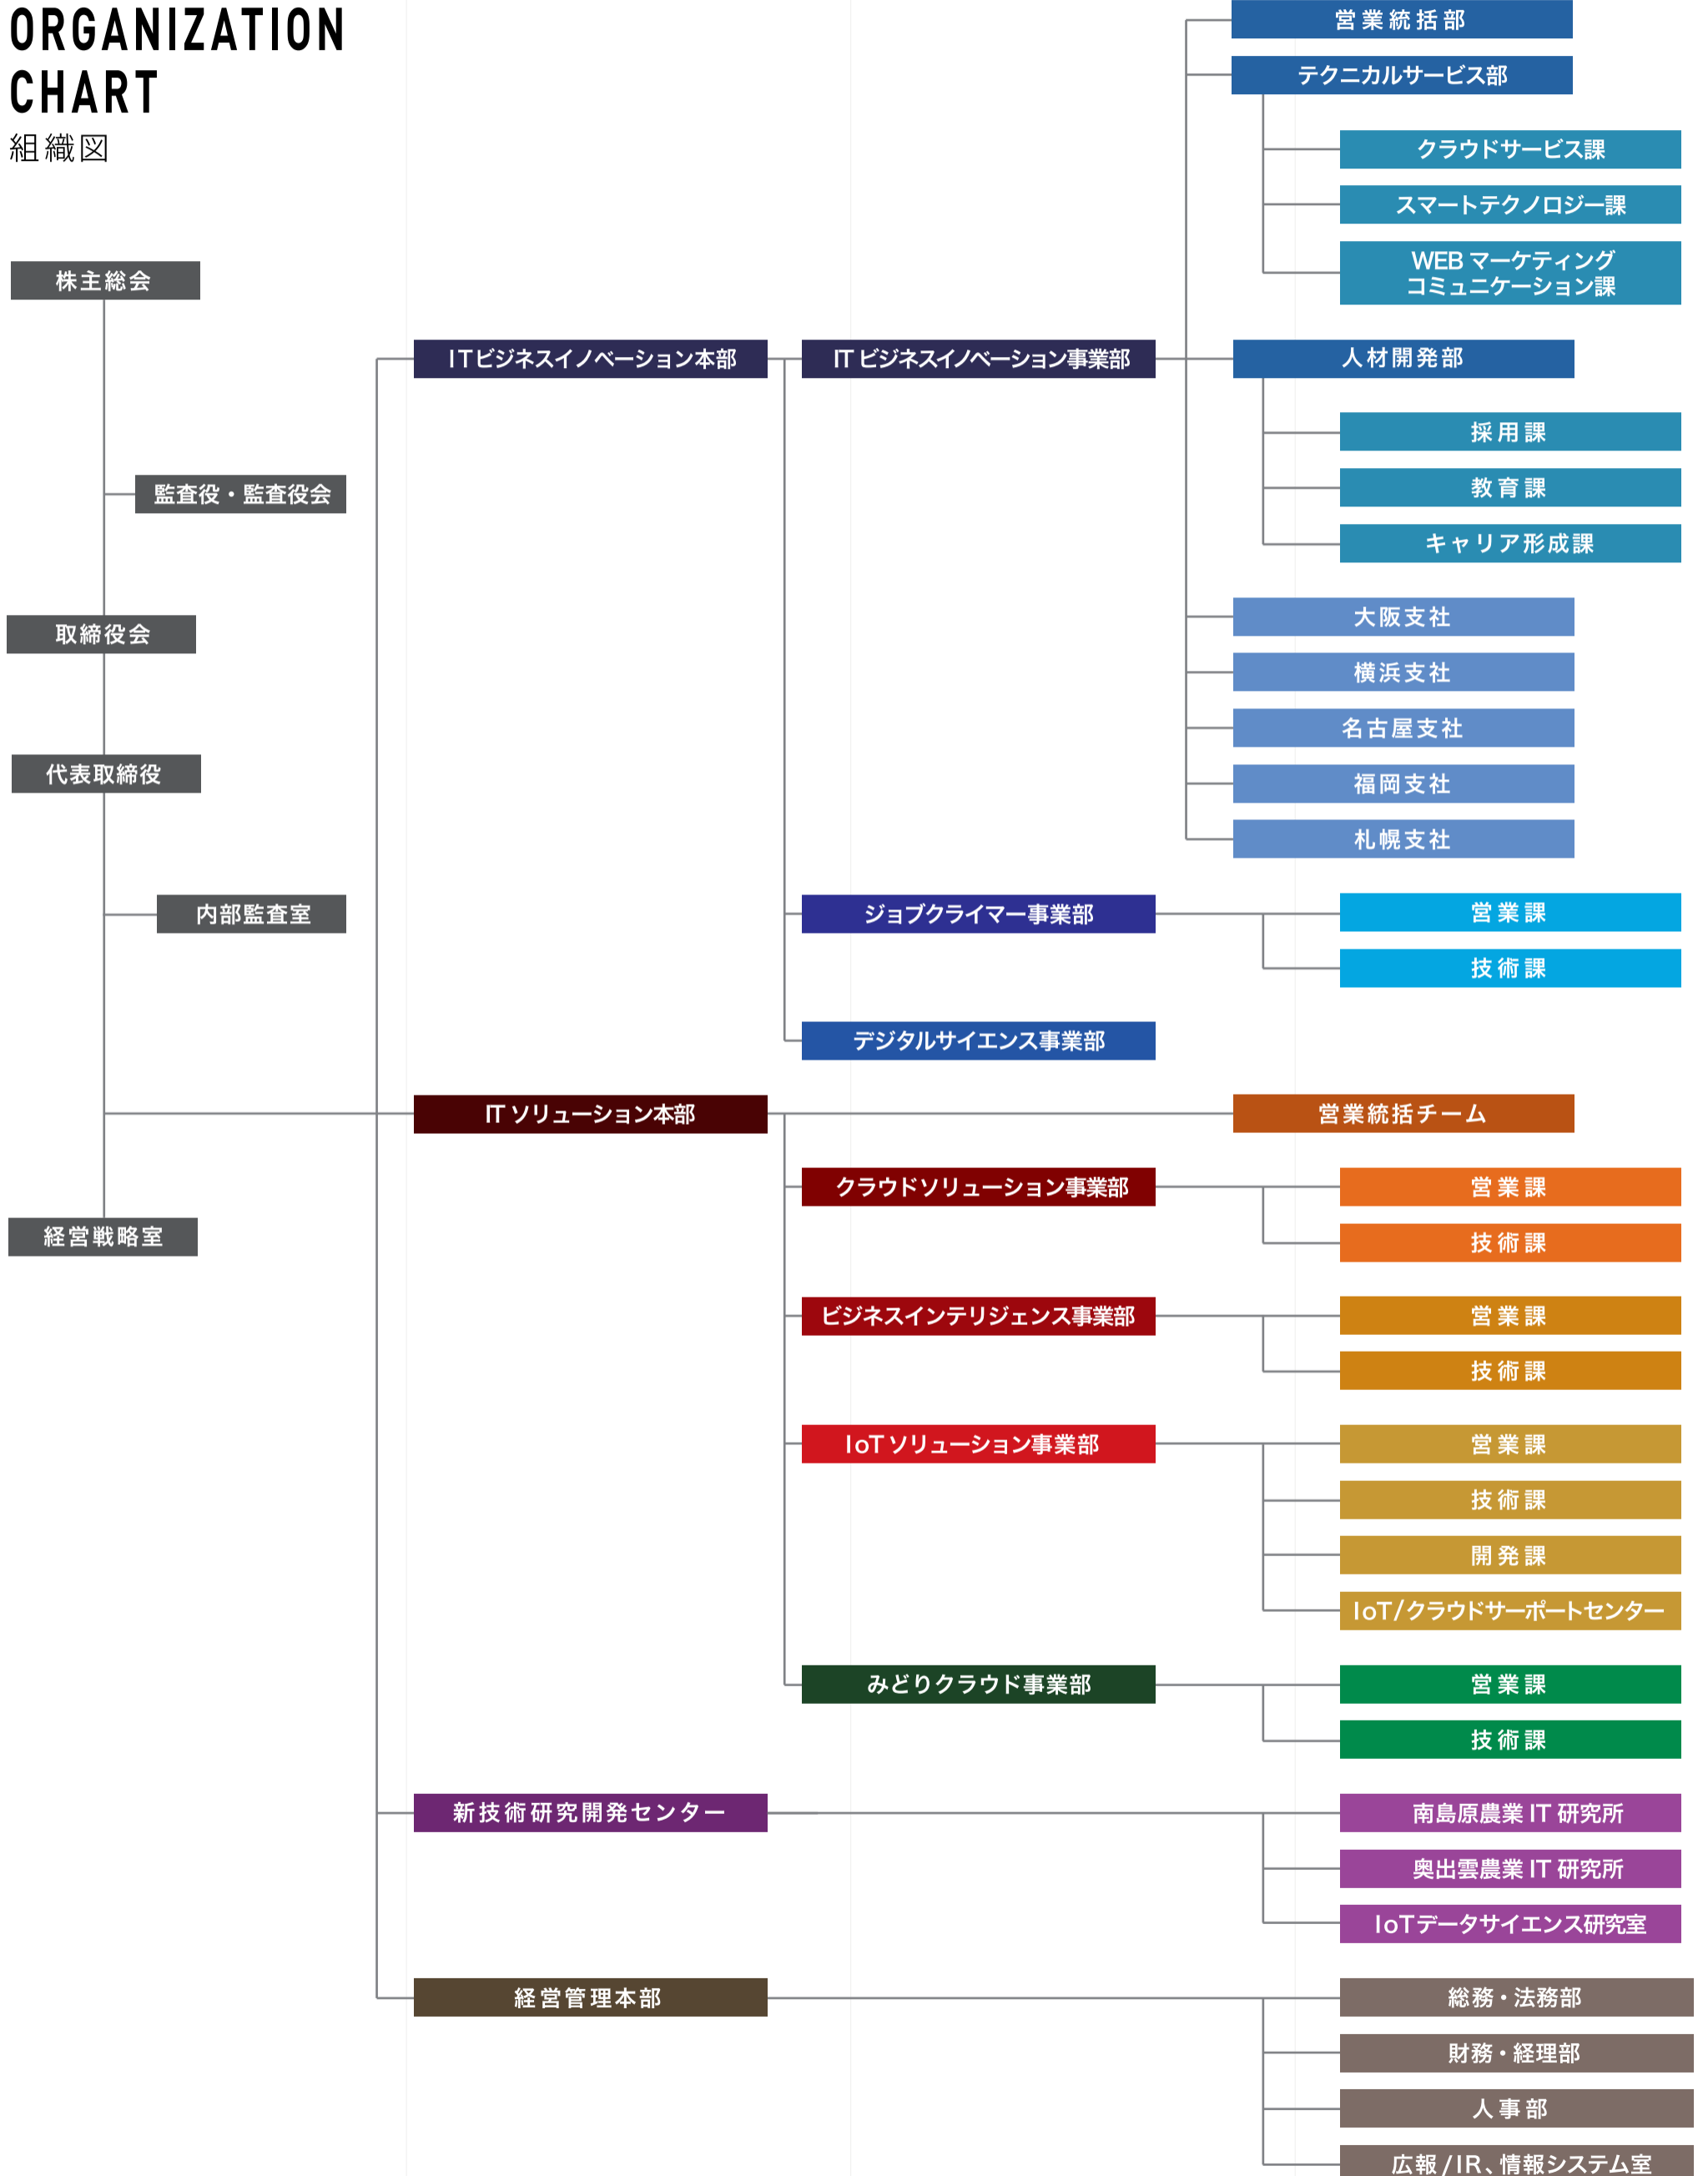 ORGANIZATION
CHART
組織図
株主総会
監査役・監査役会
取締役会
代表取締役
内部監査室
経営戦略室
ITビジネスイノベーション本部
ITビジネスイノベーション事業部
営業統括部
テクニカルサービス部
クラウドサービス課
スマートテクノロジー課
WEBマーケティング
コミュニケーション課
人材開発部
採用課
教育課
キャリア形成課
大阪支社
横浜支社
名古屋支社
福岡支社
札幌支社
ジョブクライマー事業部
営業課
技術課
デジタルサイエンス事業部
ITソリューション本部
営業統括チーム
クラウドソリューション事業部
営業課
技術課
ビジネスインテリジェンス事業部
営業課
技術課
IoTソリューション事業部
営業課
技術課
開発課
IoT/クラウドサーポートセンター
みどりクラウド事業部
営業課
技術課
新技術研究開発センター
南島原農業IT研究所
奥出雲農業IT研究所
IoTデータサイエンス研究室
経営管理本部
総務・法務部
財務・経理部
人事部
広報/IR、情報システム室